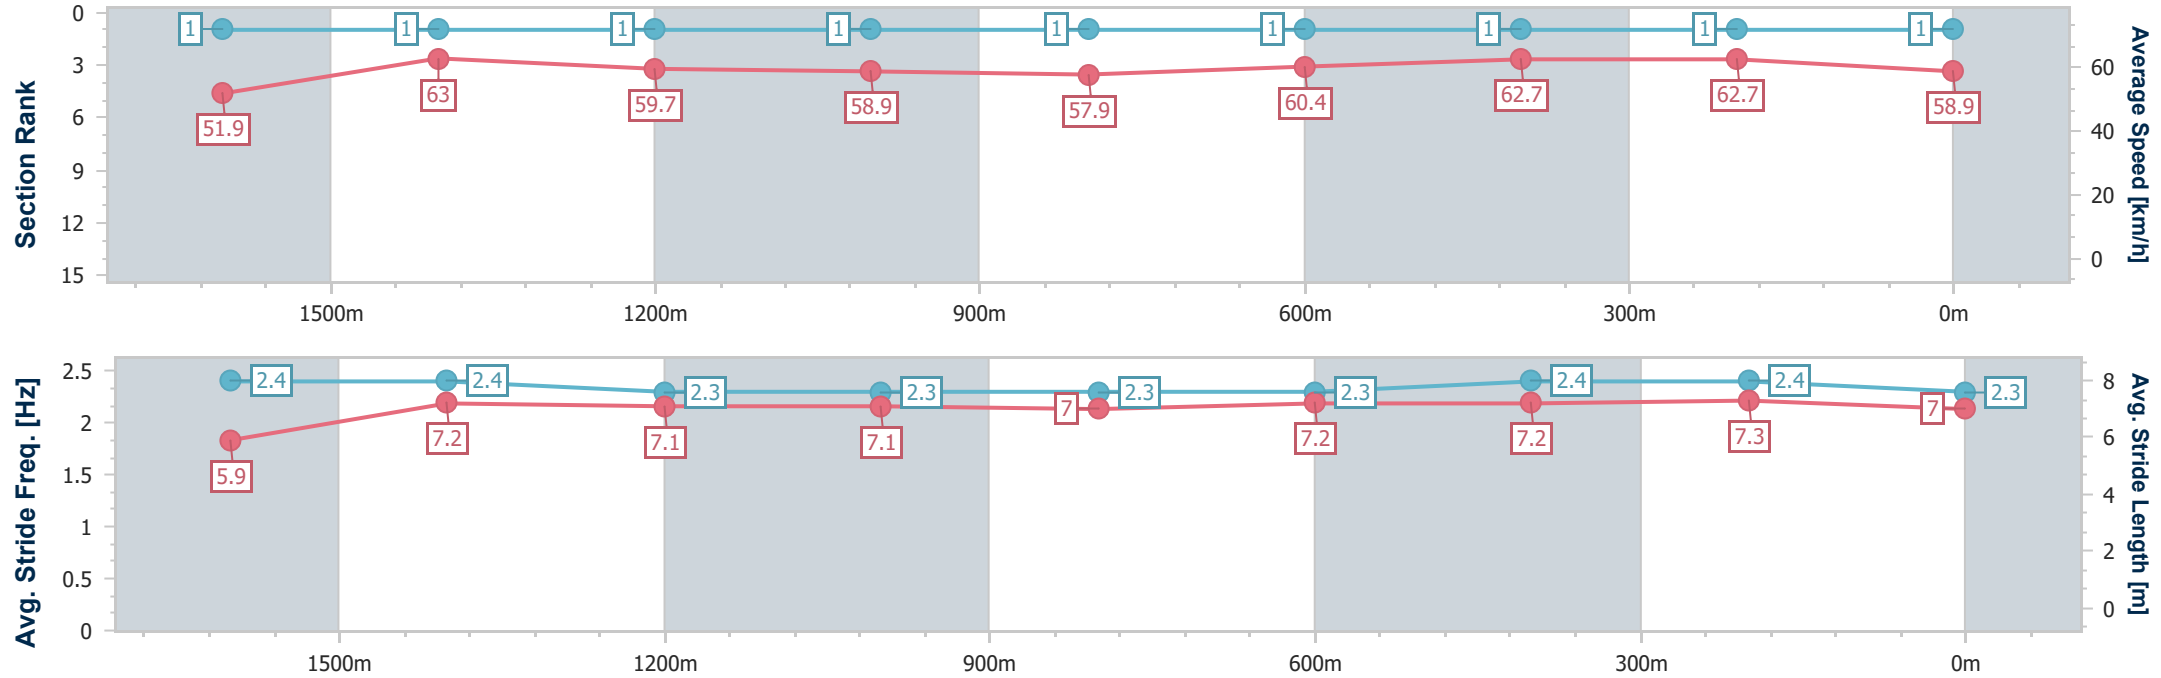 Section Rank
0
3
6
9
12
15
1 1 1 1 1 1 1 1 1
51.9 63 59.7 58.9 57.9 60.4 62.7 62.7 58.9
60
40
20
0
Average Speed [km/h]
1500m 1200m 900m 600m 300m 0m
Avg. Stride Freq. [Hz]
2.5
2
1.5
1
0.5
0
2.4 2.4 2.3 2.3 2.3 2.3 2.4 2.4 2.3
5.9 7.2 7.1 7.1 7 7.2 7.2 7.3 7
8
6
4
2
0
Avg. Stride Length [m]
1500m 1200m 900m 600m 300m 0m